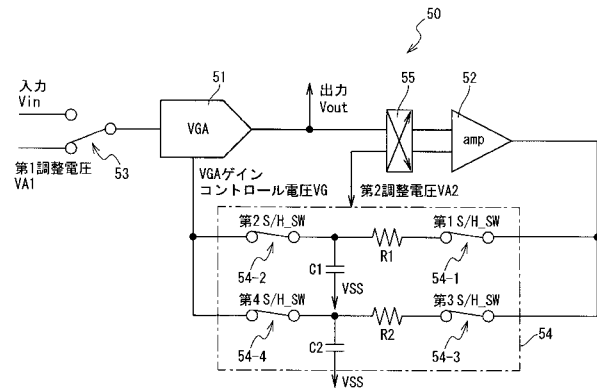 50
入力
Vin
51
VGA
出力
Vout
55
52
amp
第1調整電圧
VA1
53
VGAゲイン
コントロール電圧VG
第2調整電圧VA2
第2 S/H_SW
第1 S/H_SW
54-2
C1
R1
54-1
VSS
第4 S/H_SW
第3 S/H_SW
54-4
C2
R2
54-3
54
VSS